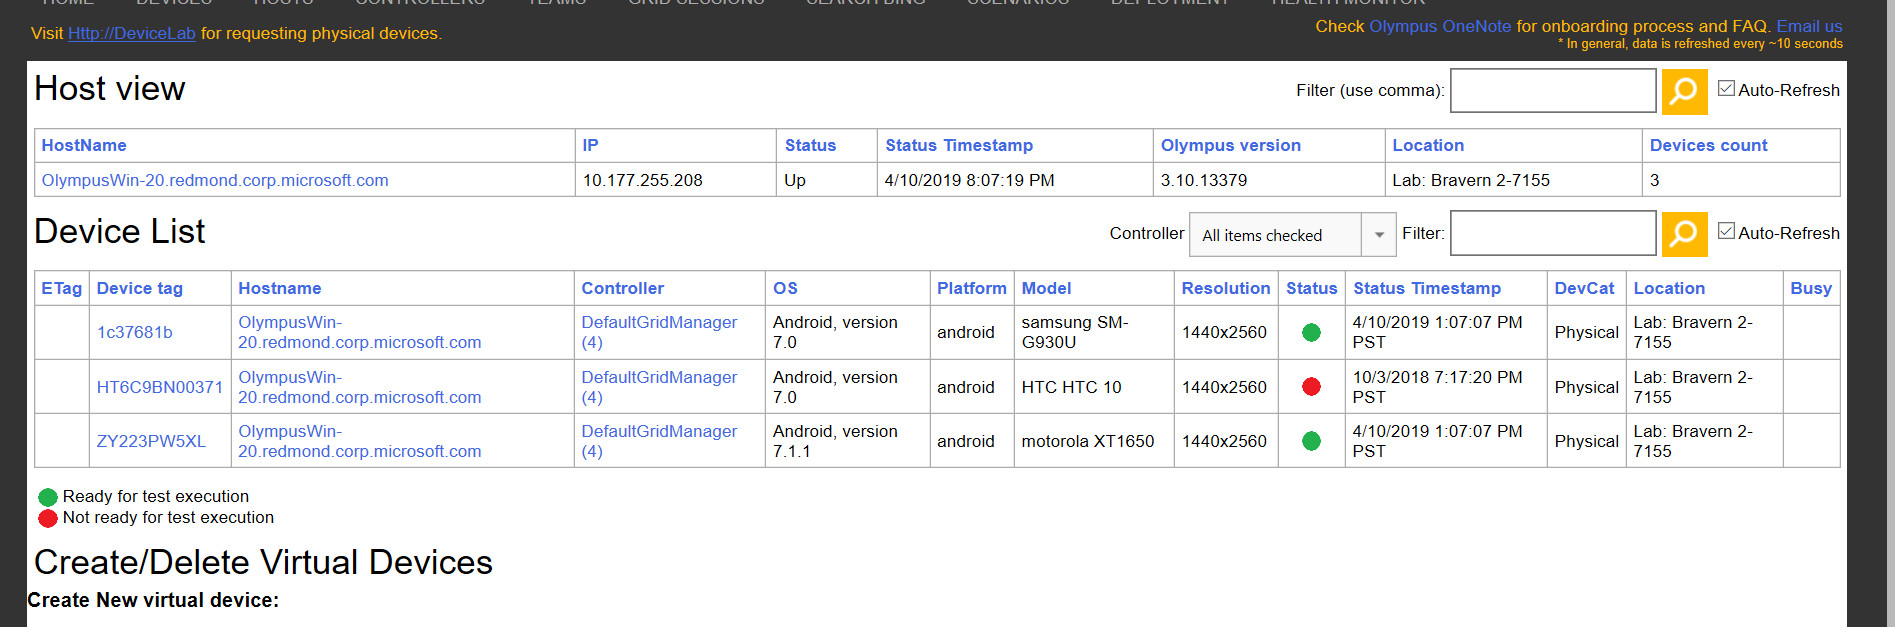 HOME DEVICES HOSTS CONTROLLERS TEAMS GRID SESSIONS SEARCH BING SCENARIOS DEPLOYMENT HEALTH MONITOR
Visit Http://DeviceLab for requesting physical devices.
Check Olympus OneNote for onboarding process and FAQ. Email us
* In general, data is refreshed every ~10 seconds
Host view
Filter (use comma): Auto-Refresh
HostName IP Status Status Timestamp Olympus version Location Devices count
OlympusWin-20.redmond.corp.microsoft.com 10.177.255.208 Up 4/10/2019 8:07:19 PM 3.10.13379 Lab: Bravern 2-7155 3
Device List
Controller All items checked Filter: Auto-Refresh
ETag Device tag Hostname Controller OS Platform Model Resolution Status Status Timestamp DevCat Location Busy
1c37681b OlympusWin-20.redmond.corp.microsoft.com DefaultGridManager (4) Android, version 7.0 android samsung SM-G930U 1440x2560 4/10/2019 1:07:07 PM PST Physical Lab: Bravern 2-7155
HT6C9BN00371 OlympusWin-20.redmond.corp.microsoft.com DefaultGridManager (4) Android, version 7.0 android HTC HTC 10 1440x2560 10/3/2018 7:17:20 PM PST Physical Lab: Bravern 2-7155
ZY223PW5XL OlympusWin-20.redmond.corp.microsoft.com DefaultGridManager (4) Android, version 7.1.1 android motorola XT1650 1440x2560 4/10/2019 1:07:07 PM PST Physical Lab: Bravern 2-7155
Ready for test execution
Not ready for test execution
Create/Delete Virtual Devices
Create New virtual device: